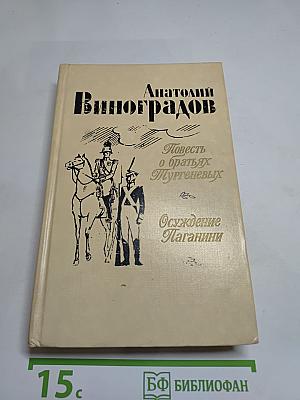 Анатолий
Виноградов
Повесть
о братьях
Тургеневых
Осуждение
Паганини
15с
БФ БИБЛИОФАН